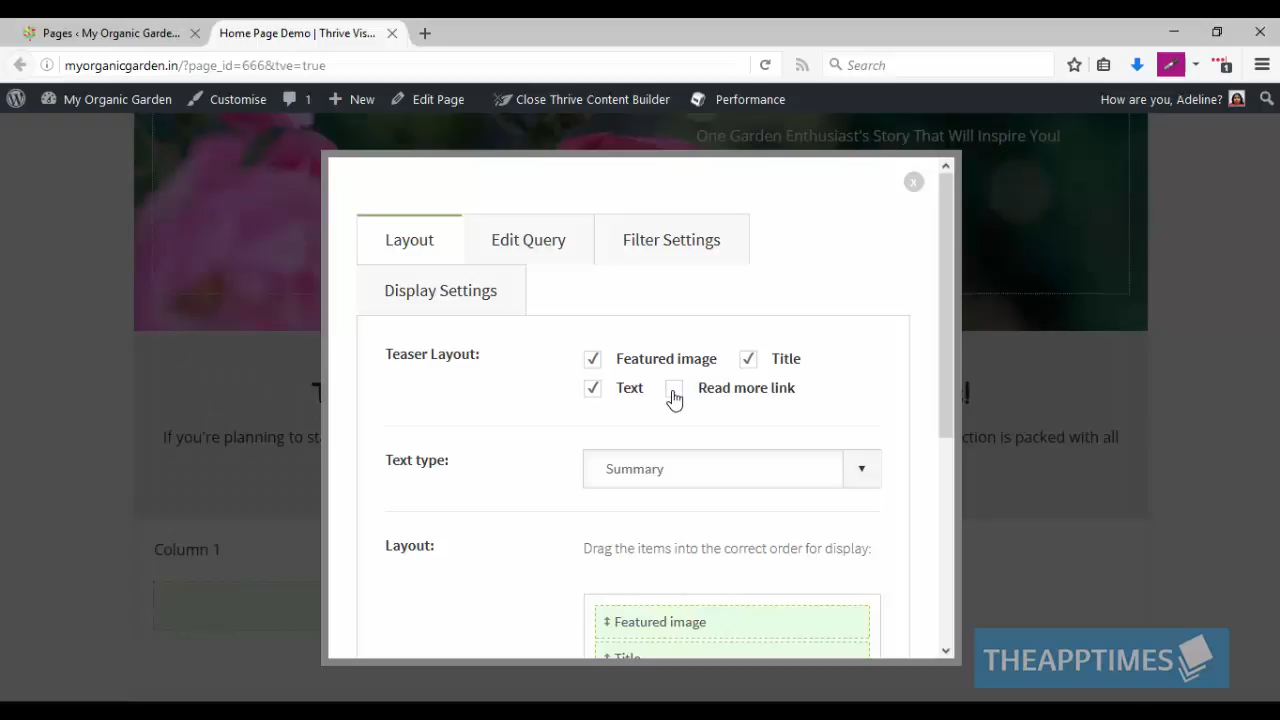 Pages ‹ My Organic Garde...
Home Page Demo | Thrive Vis...
myorganicgarden.in/?page_id=666&tve=true
Search
My Organic Garden
Customise
1
New
Edit Page
Close Thrive Content Builder
Performance
How are you, Adeline?
One Garden Enthusiast's Story That Will Inspire You!
x
Layout
Edit Query
Filter Settings
Display Settings
Teaser Layout:
Featured image
Title
Text
Read more link
If you're planning to st
ction is packed with all
Text type:
Summary
Layout:
Drag the items into the correct order for display:
Column 1
Featured image
Title
THEAPPTIMES